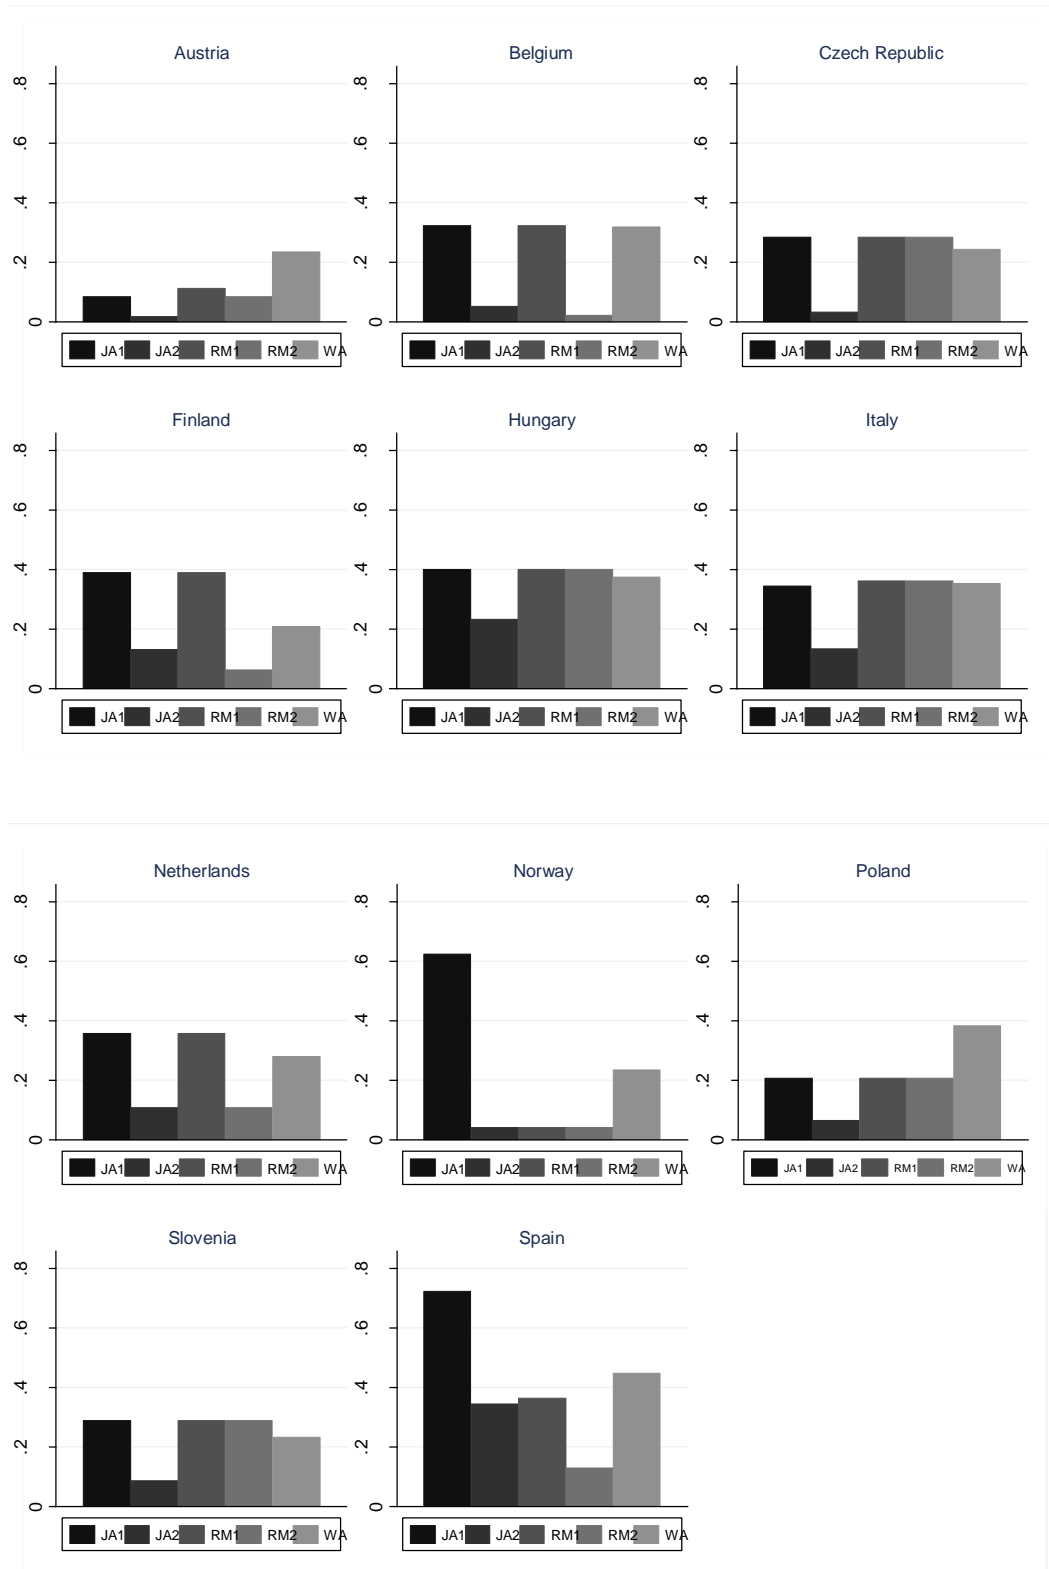 Austria Belgium Czech Republic
.8 .8 .8
.6 .6 .6
.4 .4 .4
.2 .2 .2
0 0 0
JA1 JA2 RM1 RM2 WA JA1 JA2 RM1 RM2 WA JA1 JA2 RM1 RM2 WA
Finland Hungary Italy
.8 .8 .8
.6 .6 .6
.4 .4 .4
.2 .2 .2
0 0 0
JA1 JA2 RM1 RM2 WA JA1 JA2 RM1 RM2 WA JA1 JA2 RM1 RM2 WA
Netherlands Norway Poland
.8 .8 .8
.6 .6 .6
.4 .4 .4
.2 .2 .2
0 0 0
JA1 JA2 RM1 RM2 WA JA1 JA2 RM1 RM2 WA JA1 JA2 RM1 RM2 WA
Slovenia Spain
.8 .8
.6 .6
.4 .4
.2 .2
0 0
JA1 JA2 RM1 RM2 WA JA1 JA2 RM1 RM2 WA